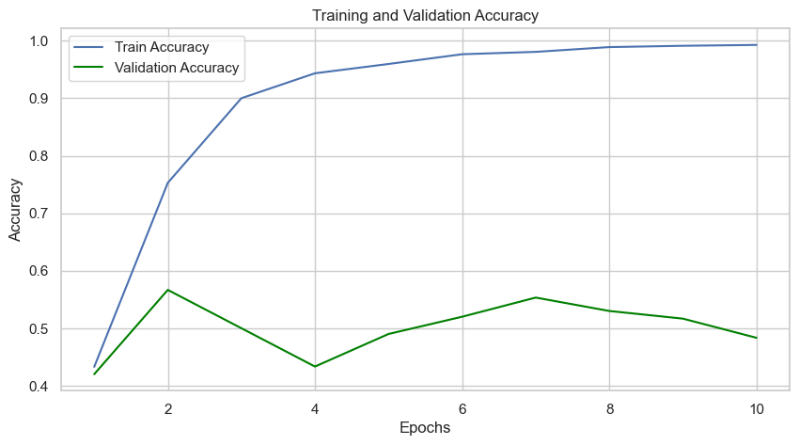 Training and Validation Accuracy
Train Accuracy
Validation Accuracy
Accuracy
1.0
0.9
0.8
0.7
0.6
0.5
0.4
2 4 6 8 10
Epochs